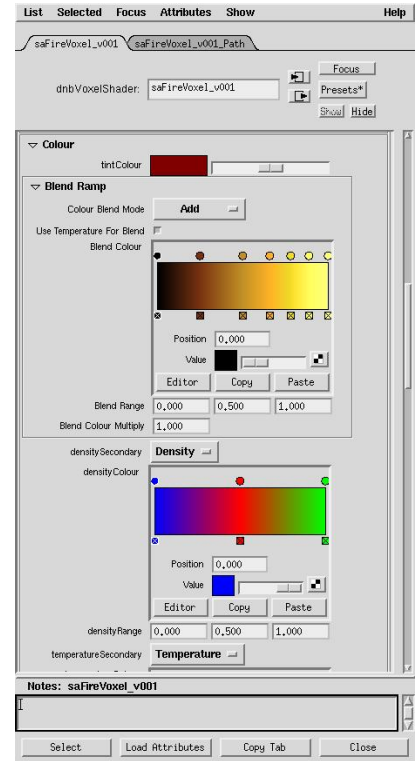 List Selected Focus Attributes Show Help
saFireVoxel_v001 saFireVoxel_v001_Path
Focus
dnbVoxelShader: saFireVoxel_v001 Presets*
Show Hide
Colour
tintColour
Blend Ramp
Colour Blend Mode Add
Use Temperature For Blend
Blend Colour
Position 0.000
Value
Editor Copy Paste
Blend Range 0.000 0.500 1.000
Blend Colour Multiply 1.000
densitySecondary Density
densityColour
Position 0.000
Value
Editor Copy Paste
densityRange 0.000 0.500 1.000
temperatureSecondary Temperature
Notes: saFireVoxel_v001
Select Load Attributes Copy Tab Close